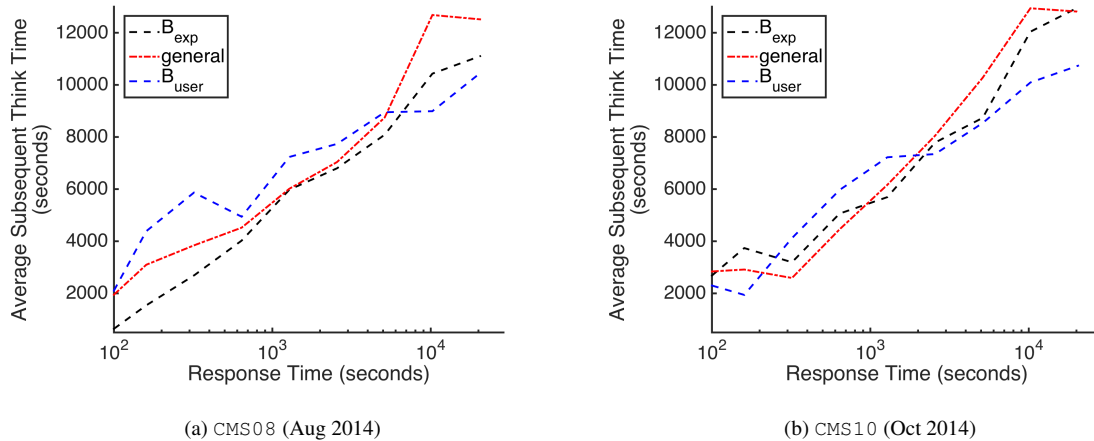 12000
10000
8000
6000
4000
2000
Average Subsequent Think Time
(seconds)
B_exp
general
B_user
10^2
10^3
10^4
Response Time (seconds)
(a) CMS08 (Aug 2014)
12000
10000
8000
6000
4000
2000
Average Subsequent Think Time
(seconds)
B_exp
general
B_user
10^2
10^3
10^4
Response Time (seconds)
(b) CMS10 (Oct 2014)